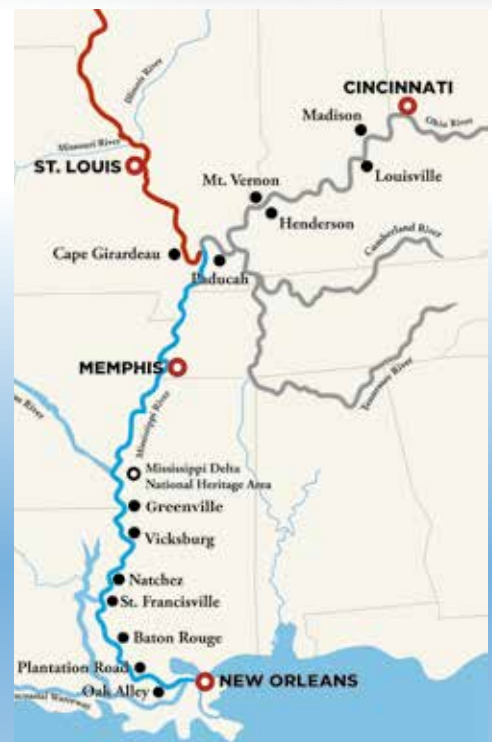 Illinois River
CINCINNATI
Madison
Ohio River
Missouri River
ST. LOUIS
Louisville
Mt. Vernon
Henderson
Cumberland River
Cape Girardeau
Paducah
MEMPHIS
Tennessee River
Mississippi River
River
Mississippi Delta
National Heritage Area
Greenville
Vicksburg
Natchez
St. Francisville
Baton Rouge
Plantation Road
NEW ORLEANS
Oak Alley
Waterway